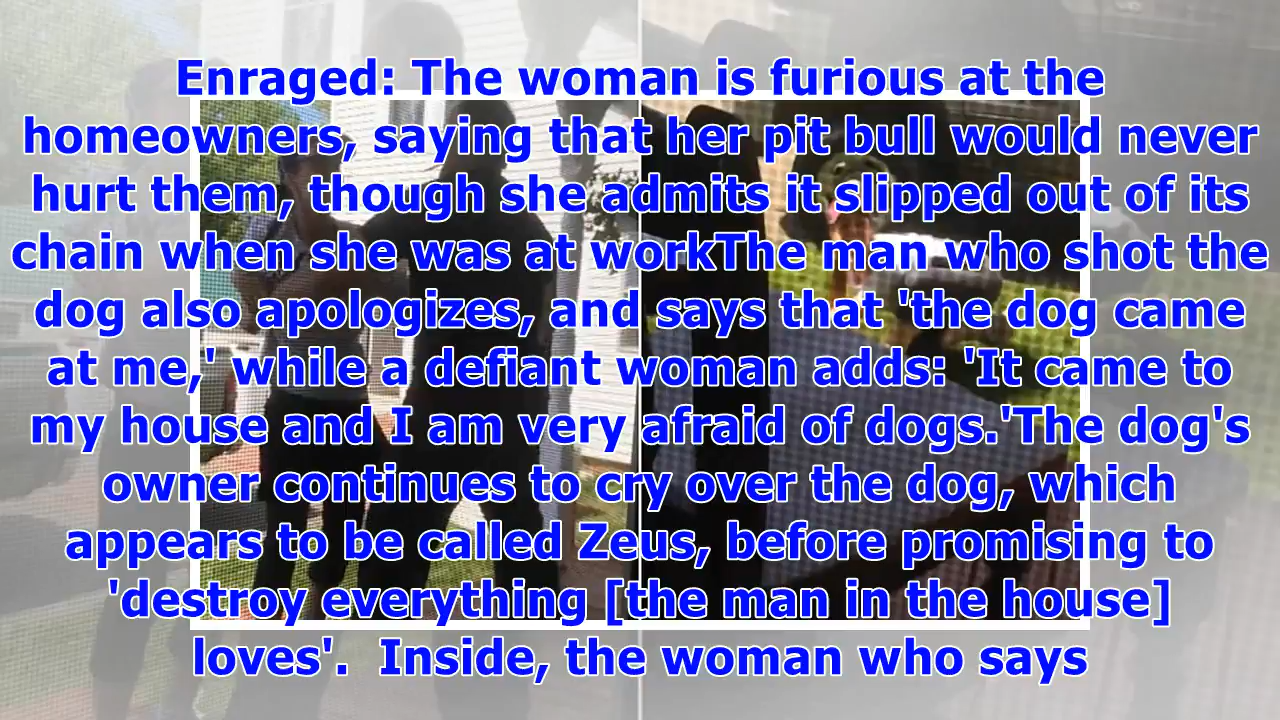 Enraged: The woman is furious at the
homeowners, saying that her pit bull would never
hurt them, though she admits it slipped out of its
chain when she was at workThe man who shot the
dog also apologizes, and says that 'the dog came
at me,' while a defiant woman adds: 'It came to
my house and I am very afraid of dogs.'The dog's
owner continues to cry over the dog, which
appears to be called Zeus, before promising to
'destroy everything [the man in the house]
loves'.  Inside, the woman who says